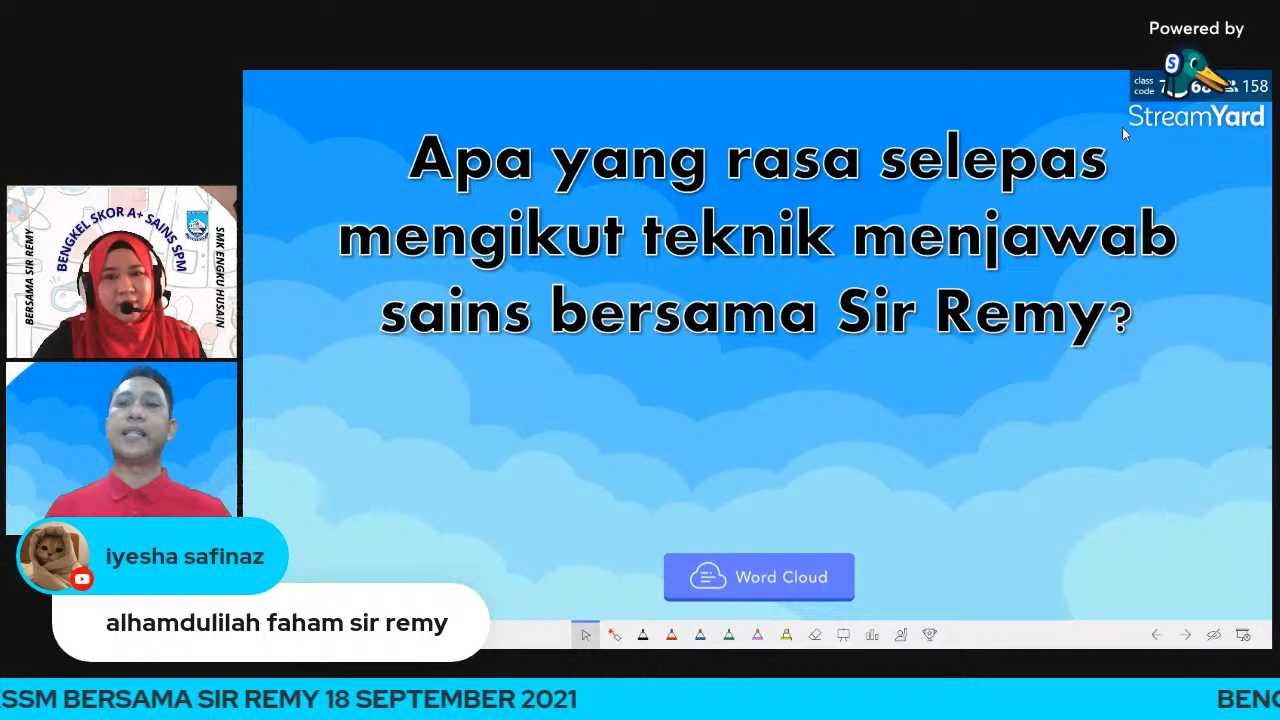 Powered by
StreamYard
class code
158
Apa yang rasa selepas
mengikut teknik menjawab
sains bersama Sir Remy?
BENGKEL SKOR A+ SAINS SPM
BERSAMA SIR REMY
SMK ENGKU HUSAIN
Word Cloud
iyesha safinaz
alhamdulilah faham sir remy
SSM BERSAMA SIR REMY 18 SEPTEMBER 2021
BENG